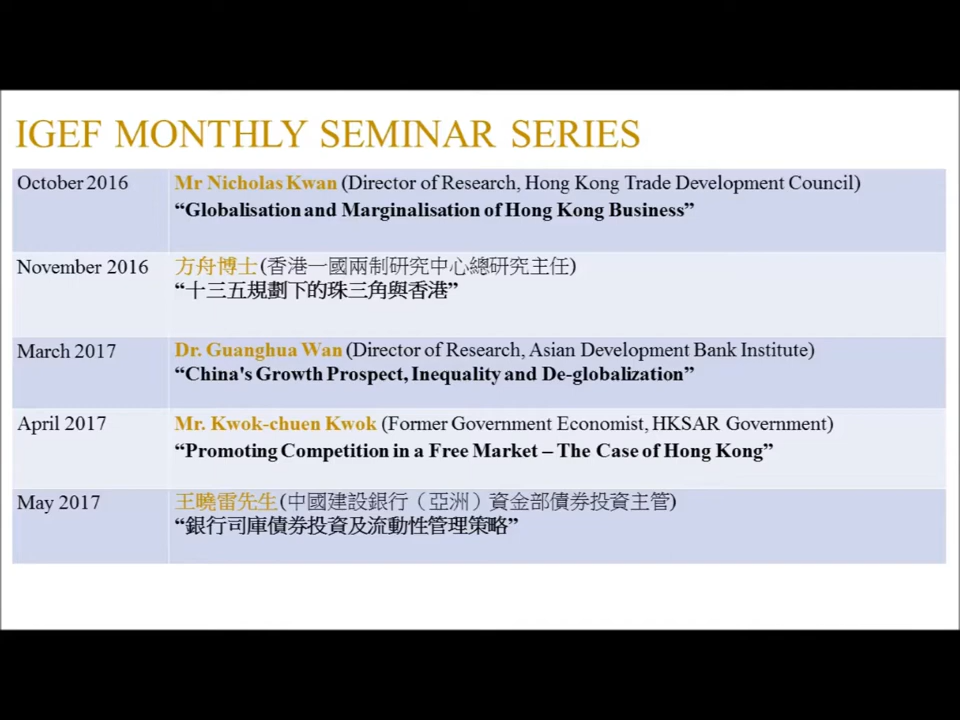 IGEF MONTHLY SEMINAR SERIES
October 2016
Mr Nicholas Kwan (Director of Research, Hong Kong Trade Development Council)
“Globalisation and Marginalisation of Hong Kong Business”
November 2016
方舟博士(香港一國兩制研究中心總研究主任)
“十三五規劃下的珠三角與香港”
March 2017
Dr. Guanghua Wan (Director of Research, Asian Development Bank Institute)
“China's Growth Prospect, Inequality and De-globalization”
April 2017
Mr. Kwok-chuen Kwok (Former Government Economist, HKSAR Government)
“Promoting Competition in a Free Market – The Case of Hong Kong”
May 2017
王曉雷先生(中國建設銀行（亞洲）資金部債券投資主管)
“銀行司庫債券投資及流動性管理策略”